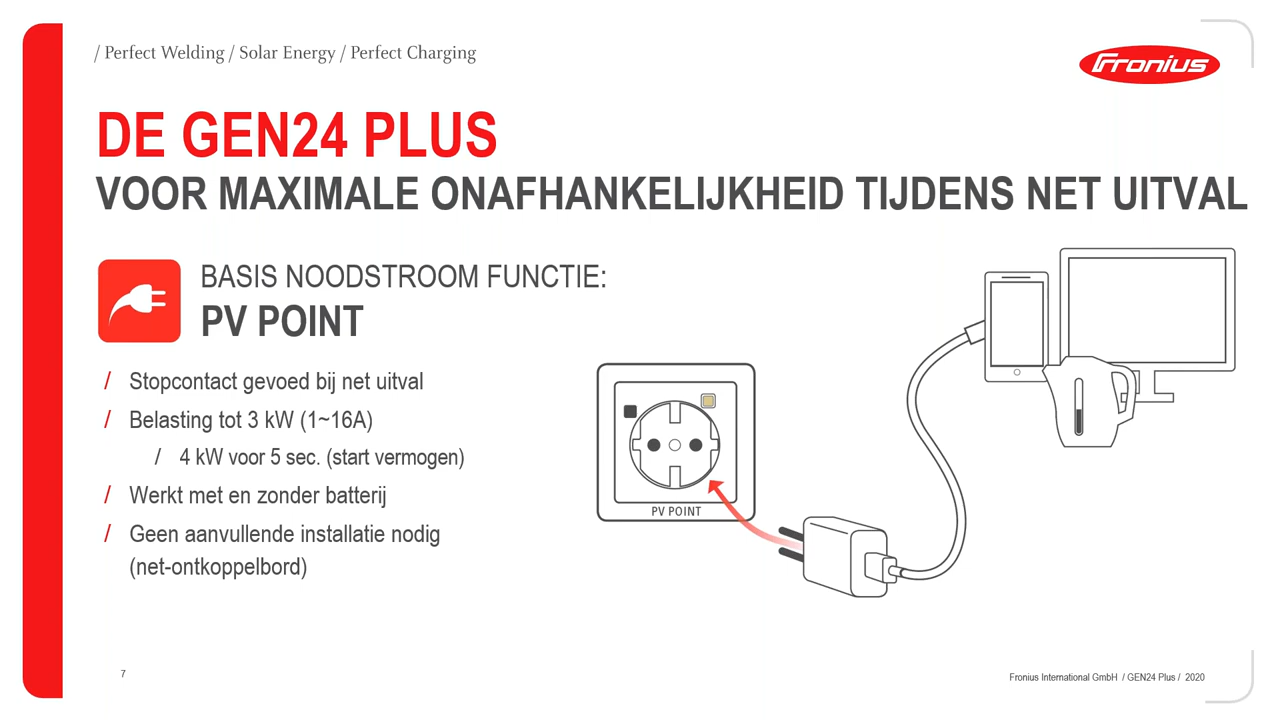 / Perfect Welding / Solar Energy / Perfect Charging
Fronius
DE GEN24 PLUS
VOOR MAXIMALE ONAFHANKELIJKHEID TIJDENS NET UITVAL
BASIS NOODSTROOM FUNCTIE:
PV POINT
/ Stopcontact gevoed bij net uitval
/ Belasting tot 3 kW (1~16A)
/ 4 kW voor 5 sec. (start vermogen)
/ Werkt met en zonder batterij
/ Geen aanvullende installatie nodig
(net-ontkoppelbord)
PV POINT
7
Fronius International GmbH / GEN24 Plus / 2020